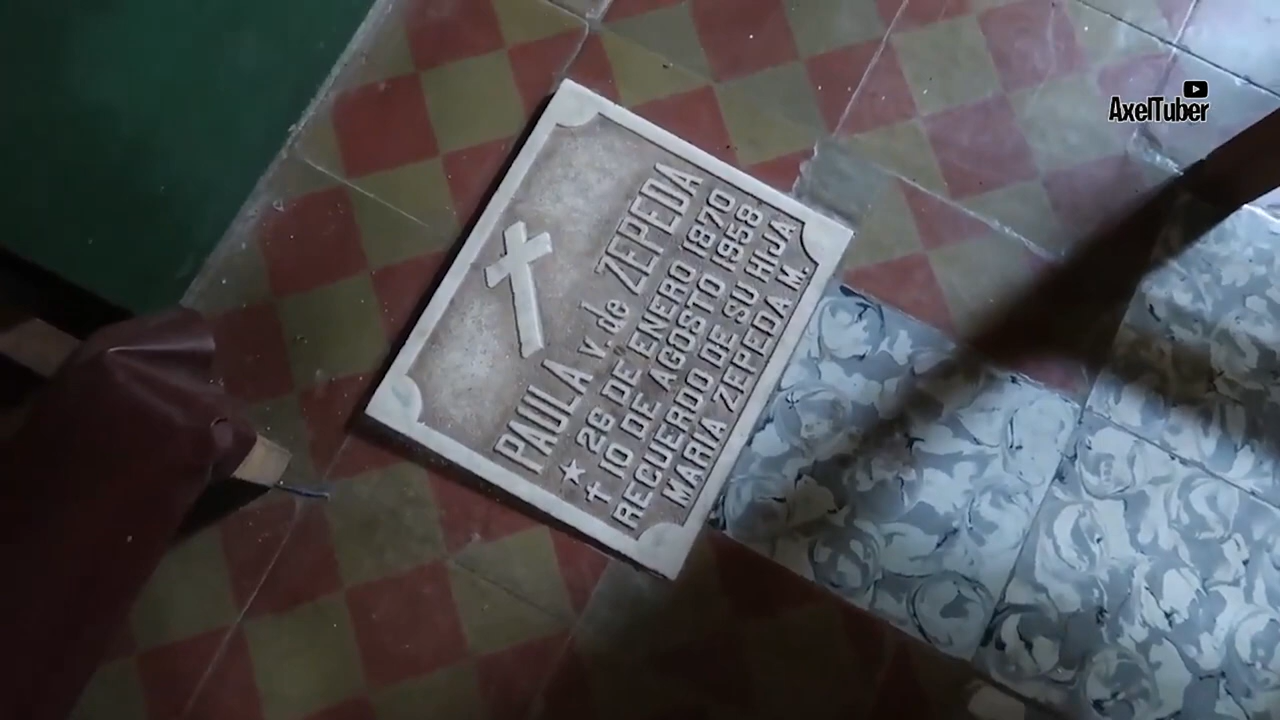 PAULA v. de ZEPEDA
★ 26 DE ENERO 1870
✝ 10 DE AGOSTO 1958
RECUERDO DE SU HIJA
MARIA ZEPEDA M.
AxelTuber